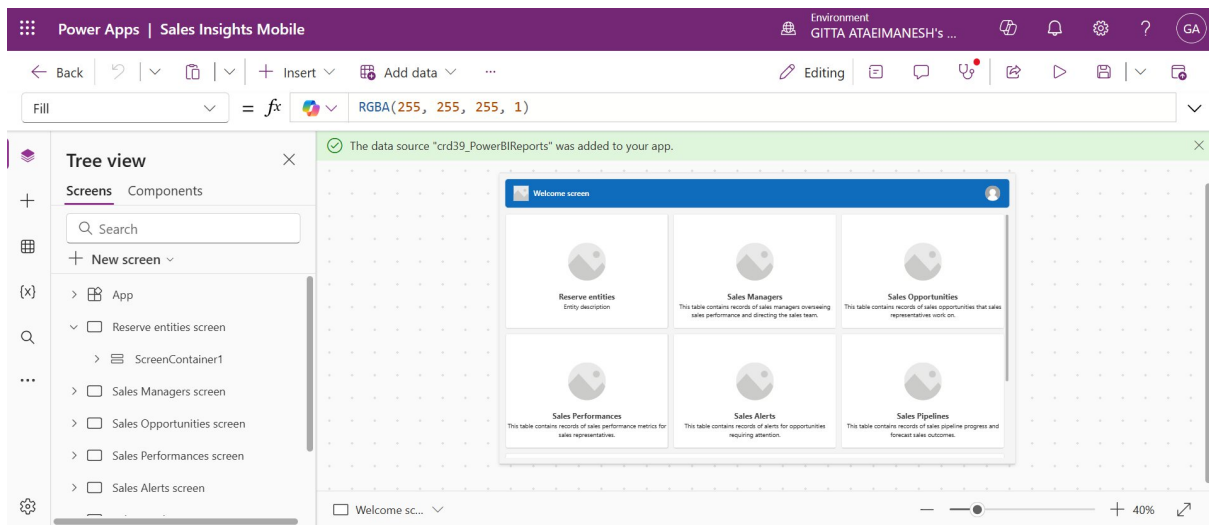 Power Apps | Sales Insights Mobile
Environment
GITTA ATAEIMANESH's ...
GA
Back
Insert
Add data
...
Editing
Fill
= fx
RGBA(255, 255, 255, 1)
Tree view
The data source "crd39_PowerBIReports" was added to your app.
Screens Components
Search
New screen
App
Reserve entities screen
ScreenContainer1
Sales Managers screen
Sales Opportunities screen
Sales Performances screen
Sales Alerts screen
{x}
Welcome screen
Reserve entities
Entity description
Sales Managers
This table contains records of sales managers overseeing
sales performance and directing the sales team.
Sales Opportunities
This table contains records of sales opportunities that sales
representatives work on.
Sales Performances
This table contains records of sales performance metrics for
sales representatives.
Sales Alerts
This table contains records of alerts for opportunities
requiring attention.
Sales Pipelines
This table contains records of sales pipeline progress and
forecast sales outcomes.
Welcome sc...
40%